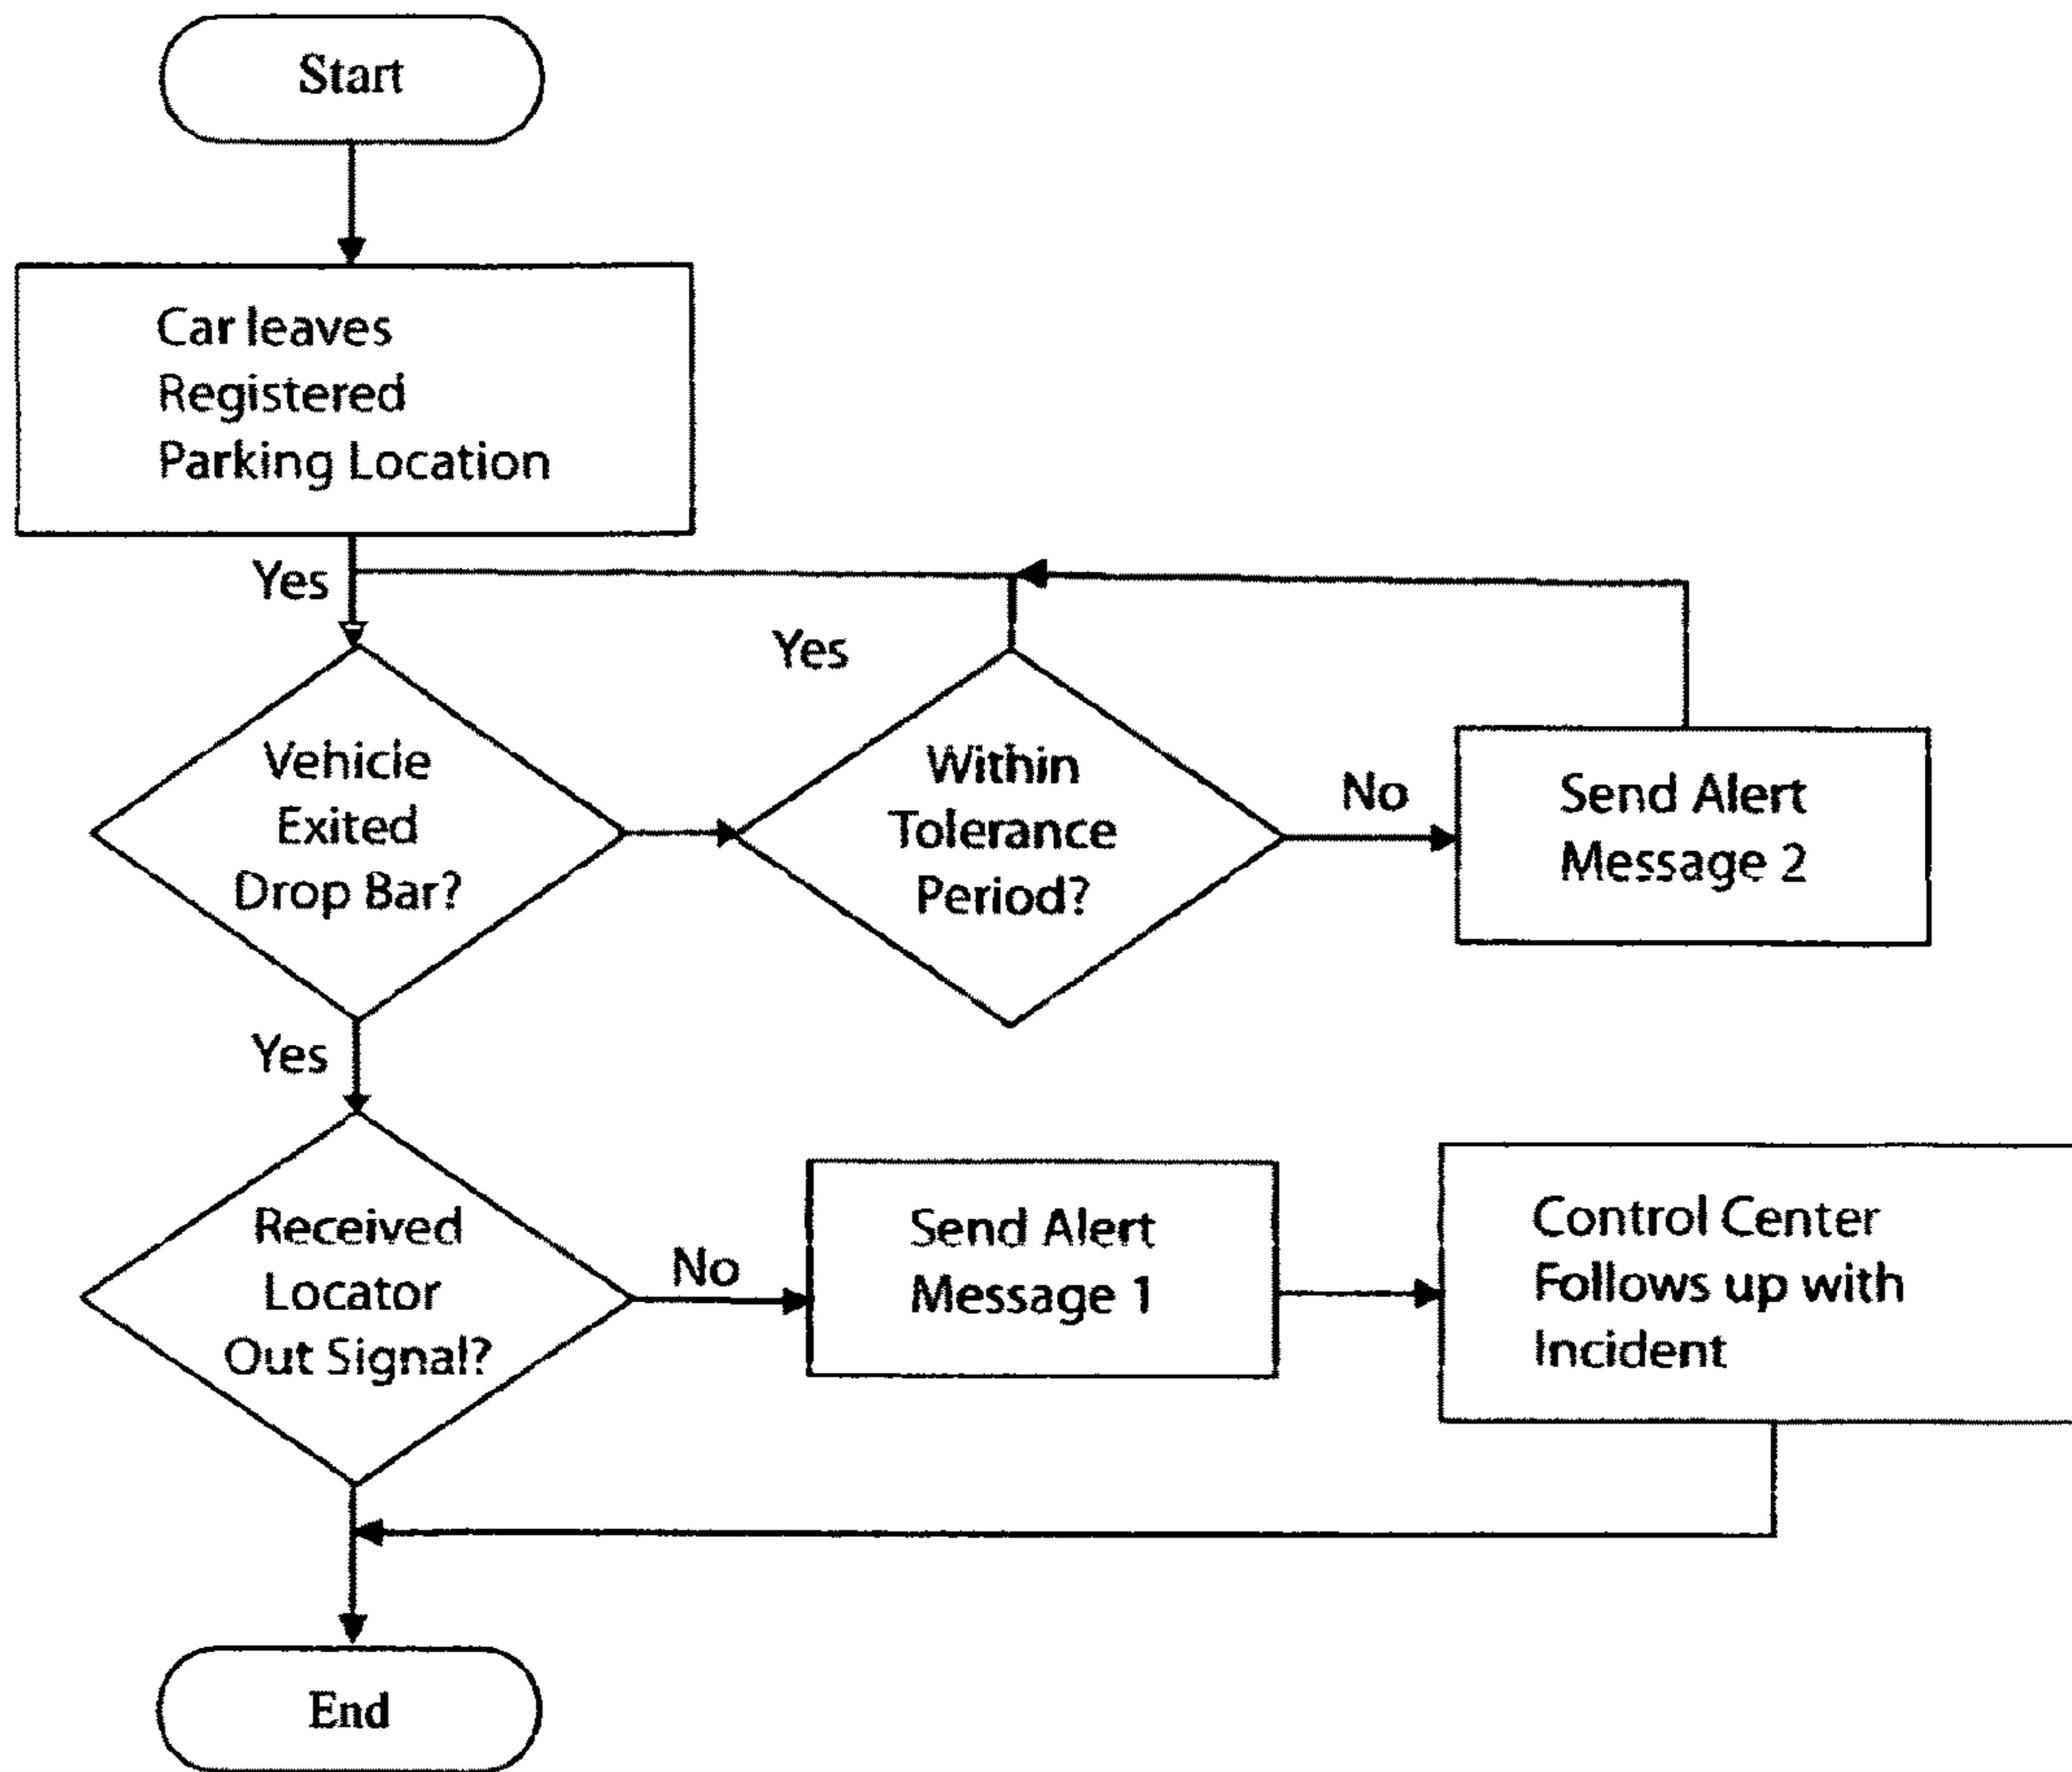 Start
Car leaves
Registered
Parking Location
Yes
Yes
Vehicle
Exited
Drop Bar?
Within
Tolerance
Period?
No
Send Alert
Message 2
Yes
Received
Locator
Out Signal?
No
Send Alert
Message 1
Control Center
Follows up with
Incident
End